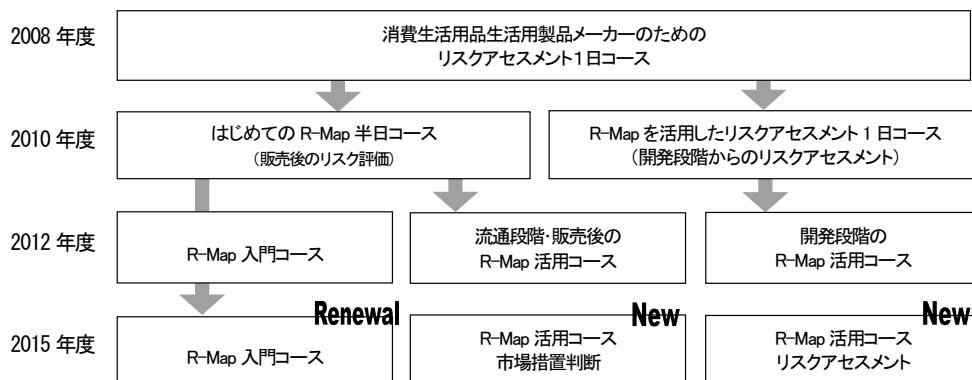 2008 年度
消費生活用品生活用製品メーカーのための
リスクアセスメント1日コース
2010 年度
はじめての R-Map 半日コース
(販売後のリスク評価)
R-Map を活用したリスクアセスメント 1 日コース
(開発段階からのリスクアセスメント)
2012 年度
R-Map 入門コース
流通段階・販売後の
R-Map 活用コース
開発段階の
R-Map 活用コース
2015 年度
Renewal
R-Map 入門コース
New
R-Map 活用コース
市場措置判断
New
R-Map 活用コース
リスクアセスメント